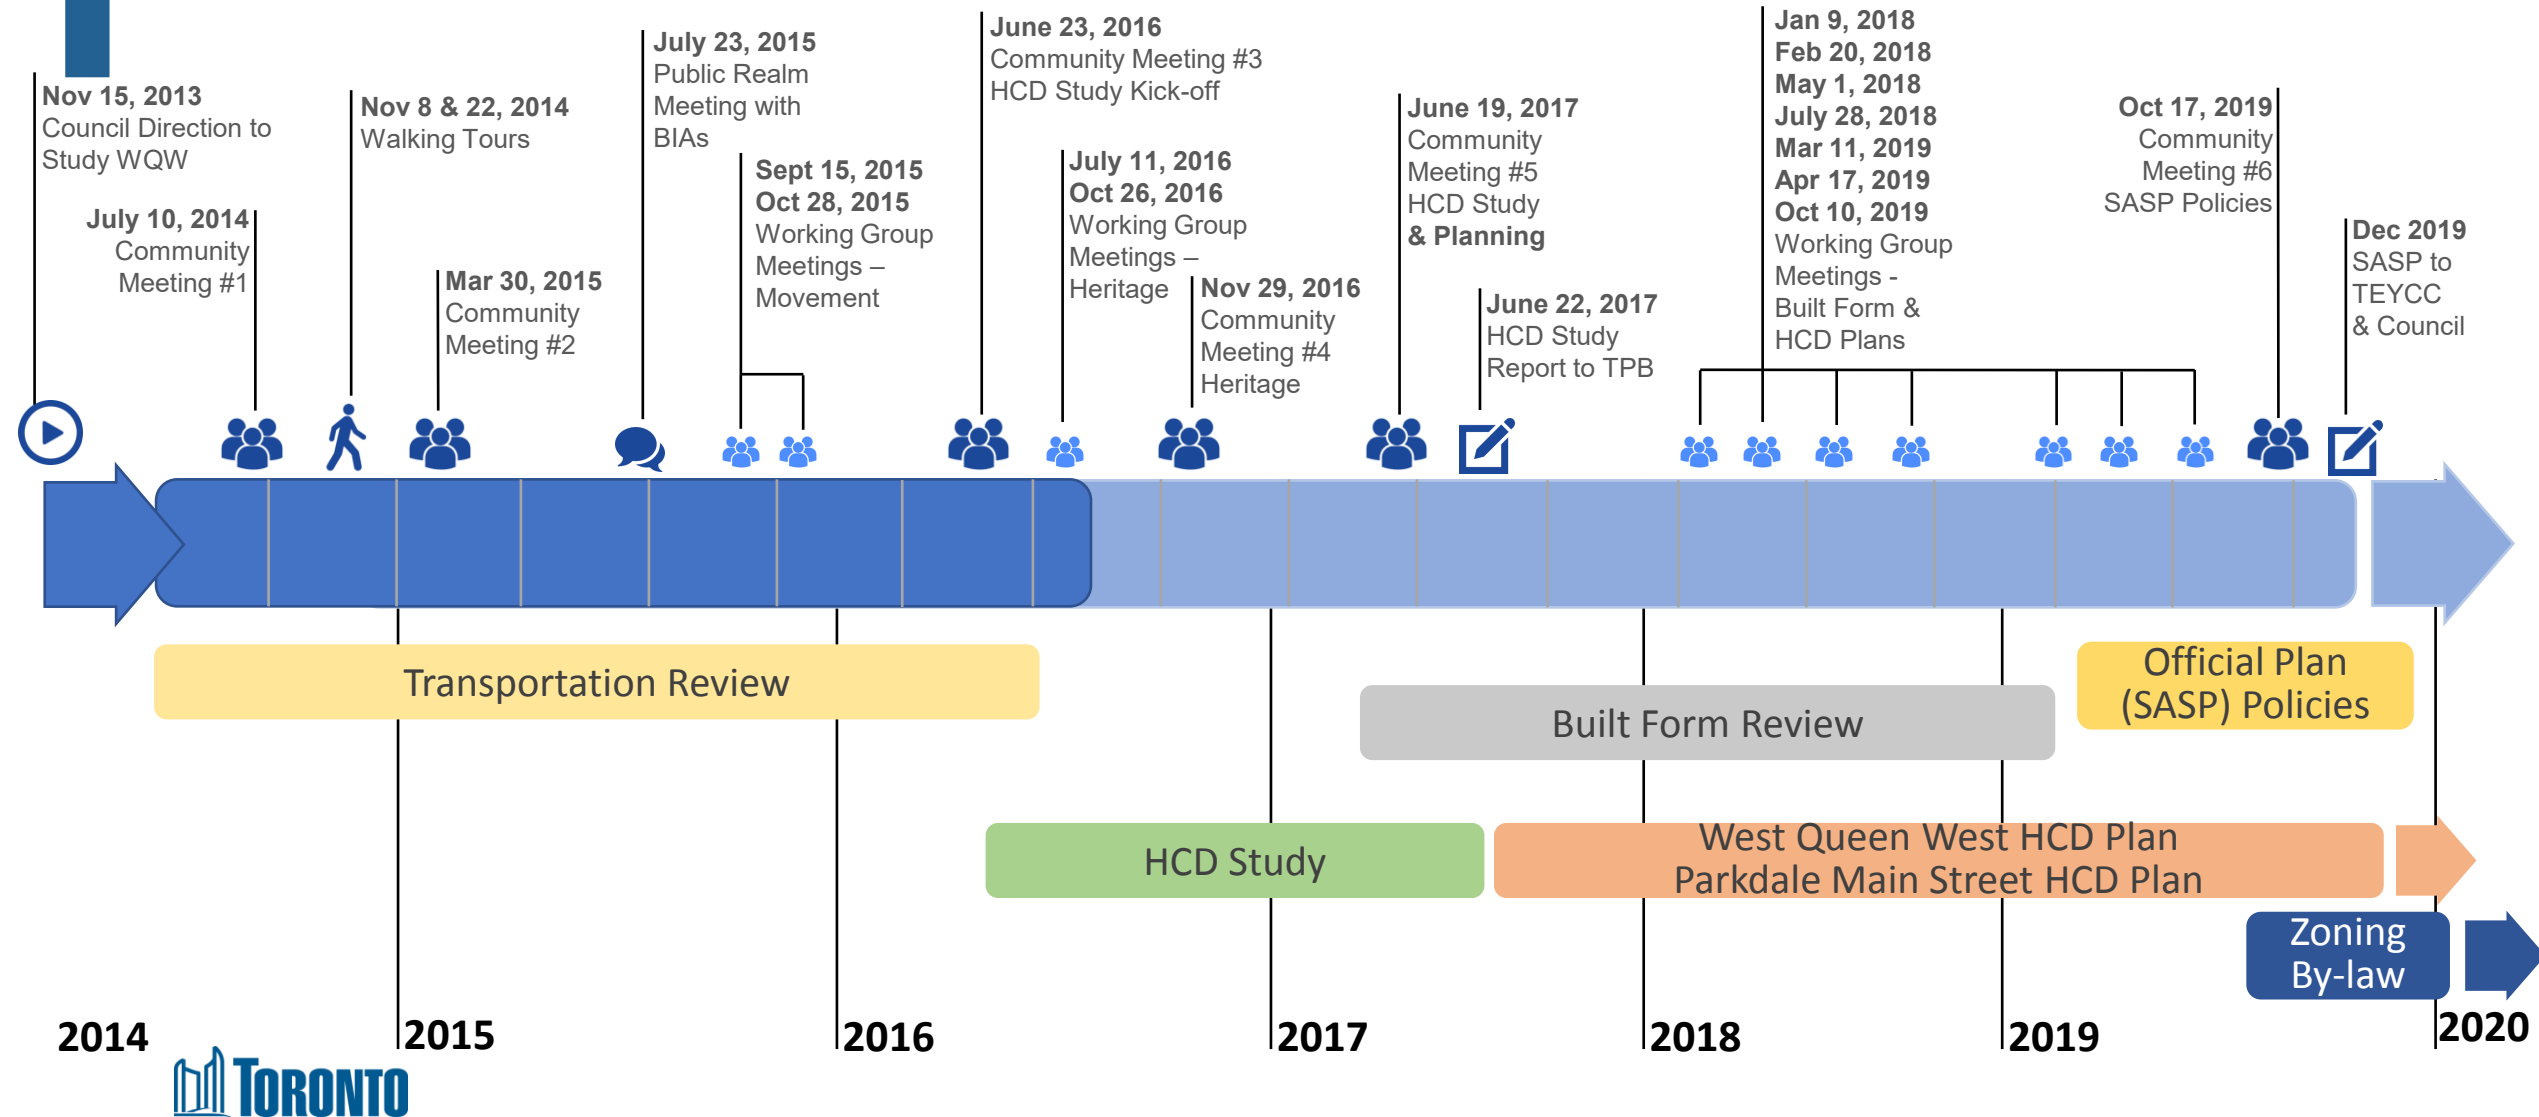 Nov 15, 2013
Council Direction to
Study WQW
July 10, 2014
Community
Meeting #1
Nov 8 & 22, 2014
Walking Tours
Mar 30, 2015
Community
Meeting #2
July 23, 2015
Public Realm
Meeting with
BIAs
Sept 15, 2015
Oct 28, 2015
Working Group
Meetings –
Movement
June 23, 2016
Community Meeting #3
HCD Study Kick-off
July 11, 2016
Oct 26, 2016
Working Group
Meetings –
Heritage
Nov 29, 2016
Community
Meeting #4
Heritage
June 19, 2017
Community
Meeting #5
HCD Study
& Planning
June 22, 2017
HCD Study
Report to TPB
Jan 9, 2018
Feb 20, 2018
May 1, 2018
July 28, 2018
Mar 11, 2019
Apr 17, 2019
Oct 10, 2019
Working Group
Meetings -
Built Form &
HCD Plans
Oct 17, 2019
Community
Meeting #6
SASP Policies
Dec 2019
SASP to
TEYCC
& Council
Transportation Review
Built Form Review
Official Plan
(SASP) Policies
HCD Study
West Queen West HCD Plan
Parkdale Main Street HCD Plan
Zoning
By-law
2014
2015
2016
2017
2018
2019
2020
TORONTO